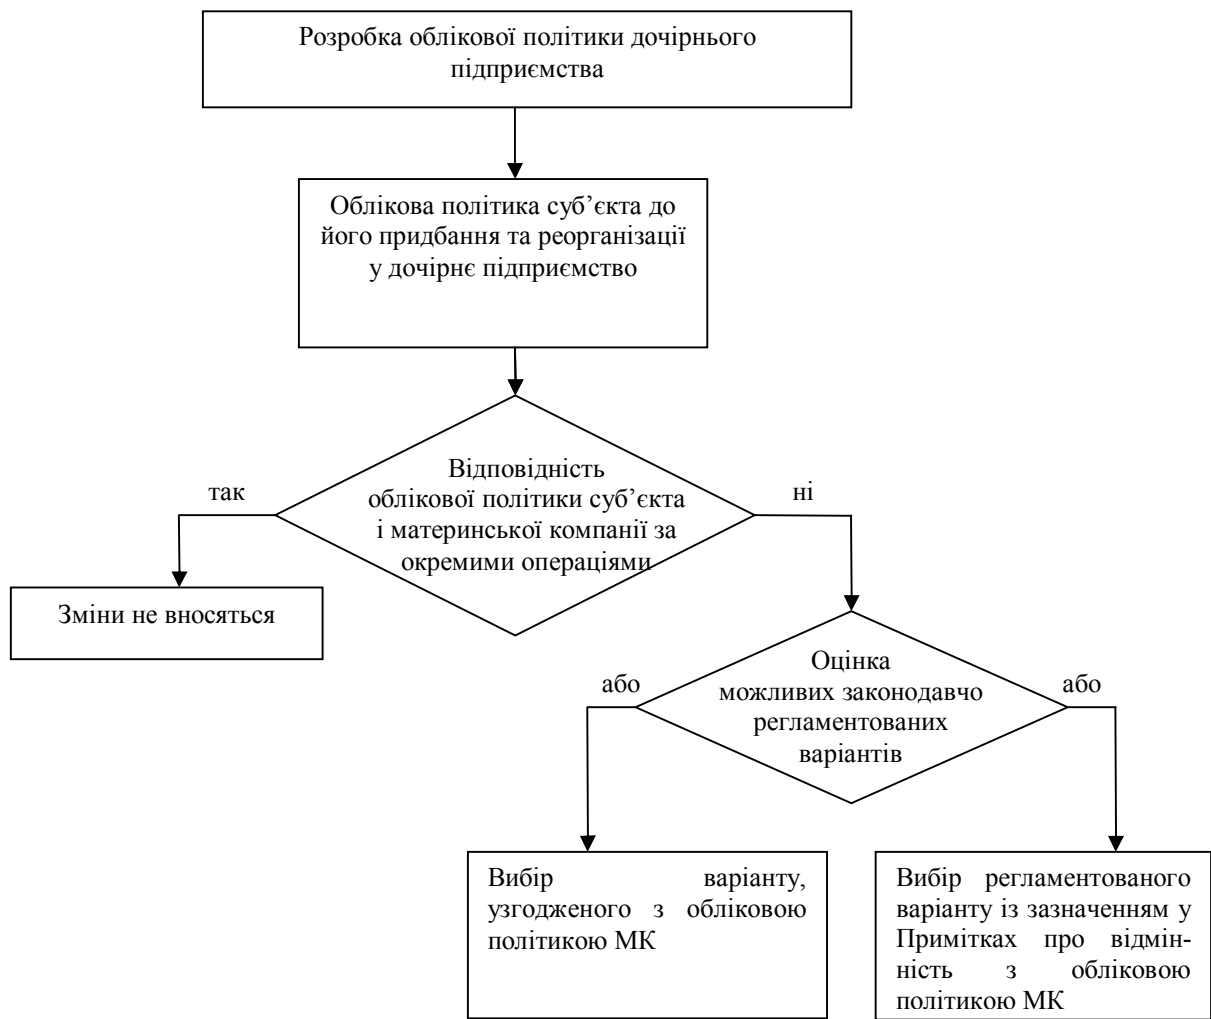 Розробка облікової політики дочірнього
підприємства
Облікова політика суб’єкта до
його придбання та реорганізації
у дочірнє підприємство
Відповідність
облікової політики суб’єкта
і материнської компанії за
окремими операціями
так
ні
Зміни не вносяться
Оцінка
можливих законодавчо
регламентованих
варіантів
або
або
Вибір варіанту,
узгодженого з обліковою
політикою МК
Вибір регламентованого
варіанту із зазначенням у
Примітках про відмін-
ність з обліковою
політикою МК